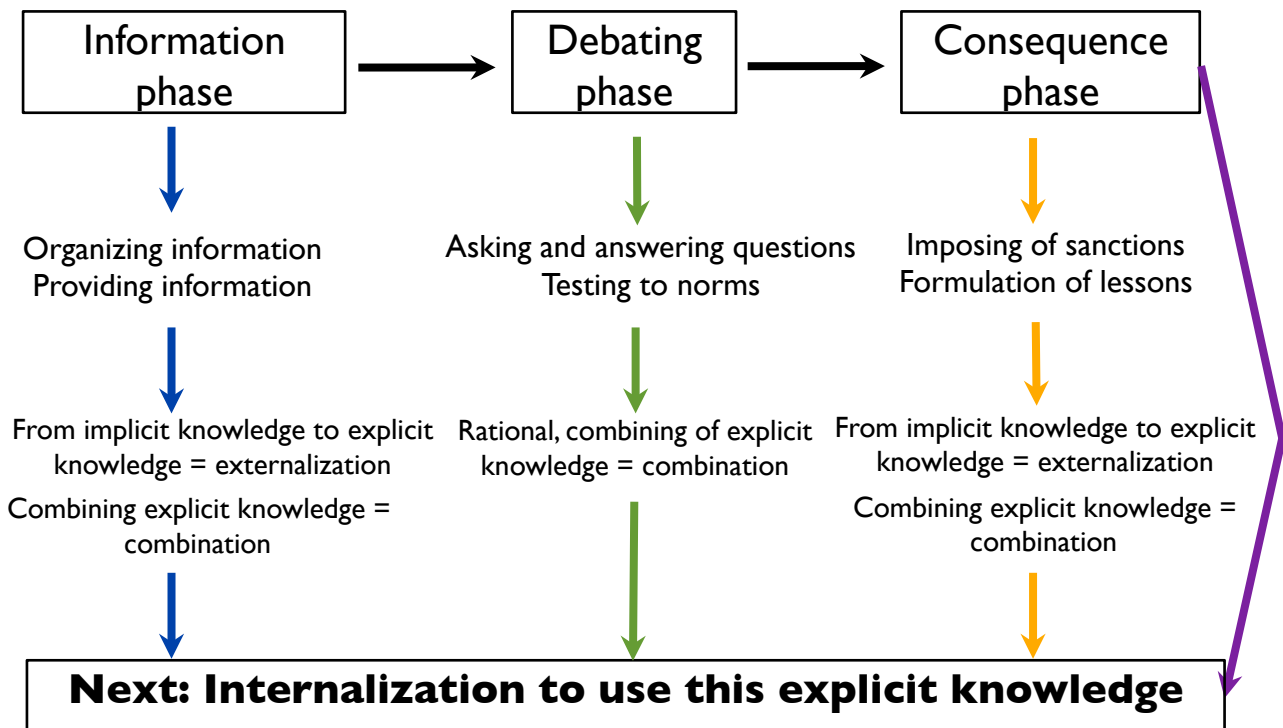 Information
phase
Debating
phase
Consequence
phase
Organizing information
Providing information
Asking and answering questions
Testing to norms
Imposing of sanctions
Formulation of lessons
From implicit knowledge to explicit
knowledge = externalization
Combining explicit knowledge =
combination
Rational, combining of explicit
knowledge = combination
From implicit knowledge to explicit
knowledge = externalization
Combining explicit knowledge =
combination
Next: Internalization to use this explicit knowledge